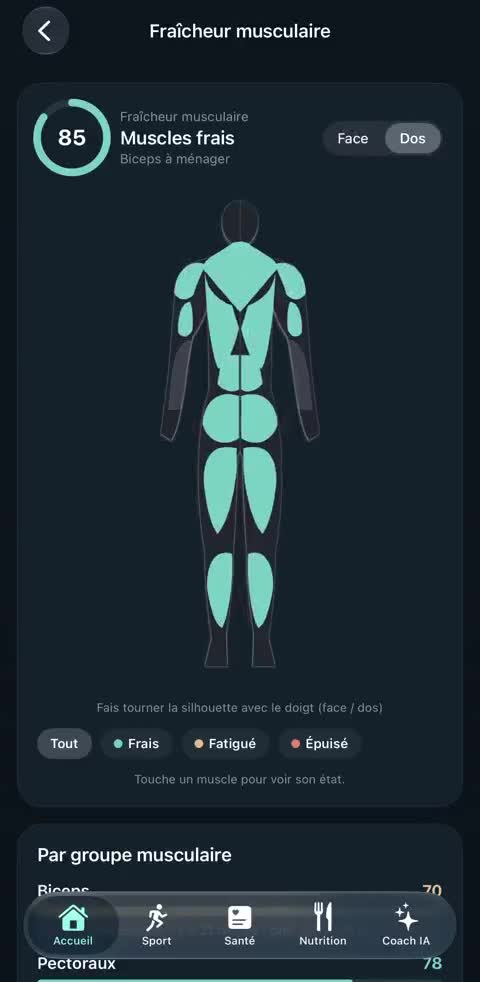 Fraîcheur musculaire
85
Fraîcheur musculaire
Muscles frais
Biceps à ménager
Face
Dos
Fais tourner la silhouette avec le doigt (face / dos)
Tout
Frais
Fatigué
Épuisé
Touche un muscle pour voir son état.
Par groupe musculaire
Biceps
70
Accueil
Sport
Santé
Nutrition
Coach IA
Pectoraux
78